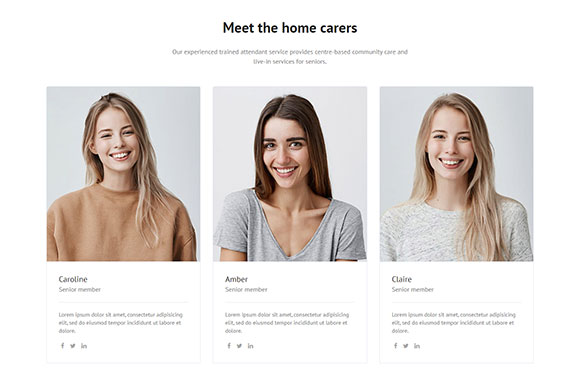 Meet the home carers
Our experienced trained attendant service provides centre-based community care and
live-in services for seniors.
Caroline
Senior member
Lorem ipsum dolor sit amet, consectetur adipisicing
elit, sed do eiusmod tempor incididunt ut labore et
dolore.
Amber
Senior member
Lorem ipsum dolor sit amet, consectetur adipisicing
elit, sed do eiusmod tempor incididunt ut labore et
dolore.
Claire
Senior member
Lorem ipsum dolor sit amet, consectetur adipisicing
elit, sed do eiusmod tempor incididunt ut labore et
dolore.